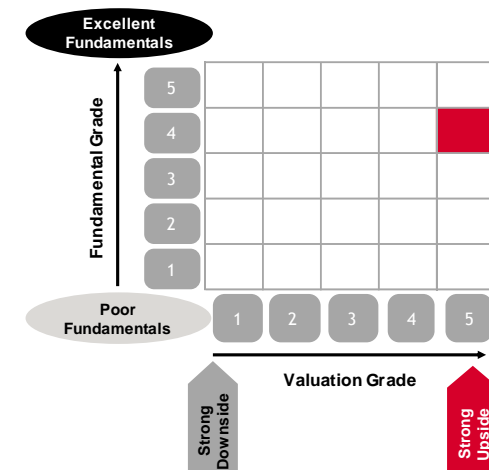 Excellent
Fundamentals
Fundamental Grade
5
4
3
2
1
Poor
Fundamentals
1
2
3
4
5
Valuation Grade
Strong
Downside
Strong
Upside